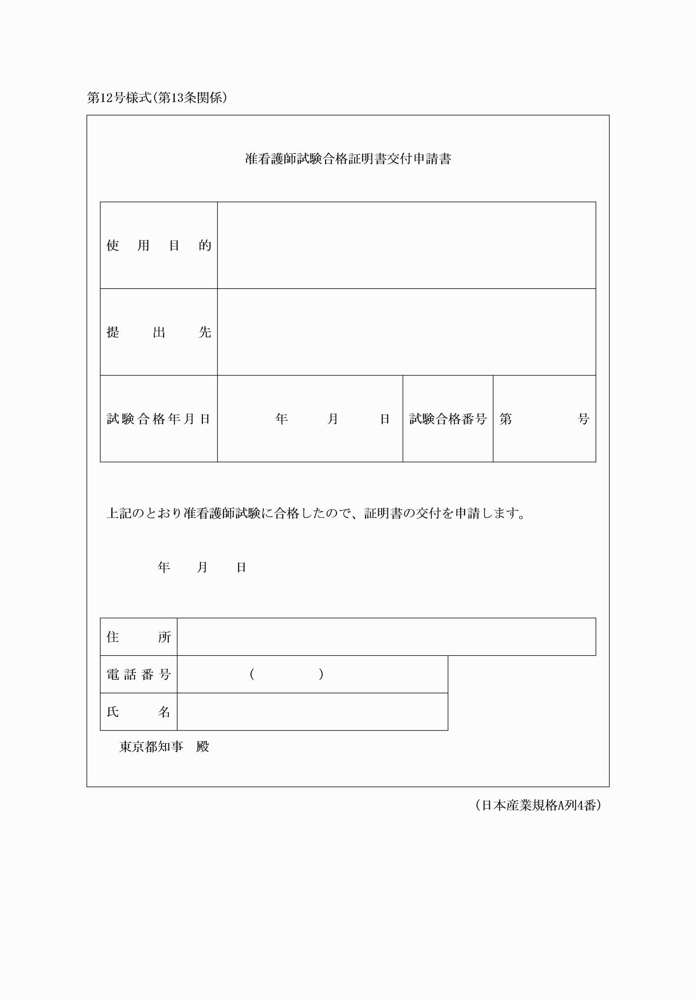 第12号様式(第13条関係)
准看護師試験合格証明書交付申請書
使用目的
提出先
試験合格年月日 年 月 日 試験合格番号 第 号
上記のとおり准看護師試験に合格したので、証明書の交付を申請します。
年 月 日
住所
電話番号 ( )
氏名
東京都知事 殿
(日本産業規格A列4番)